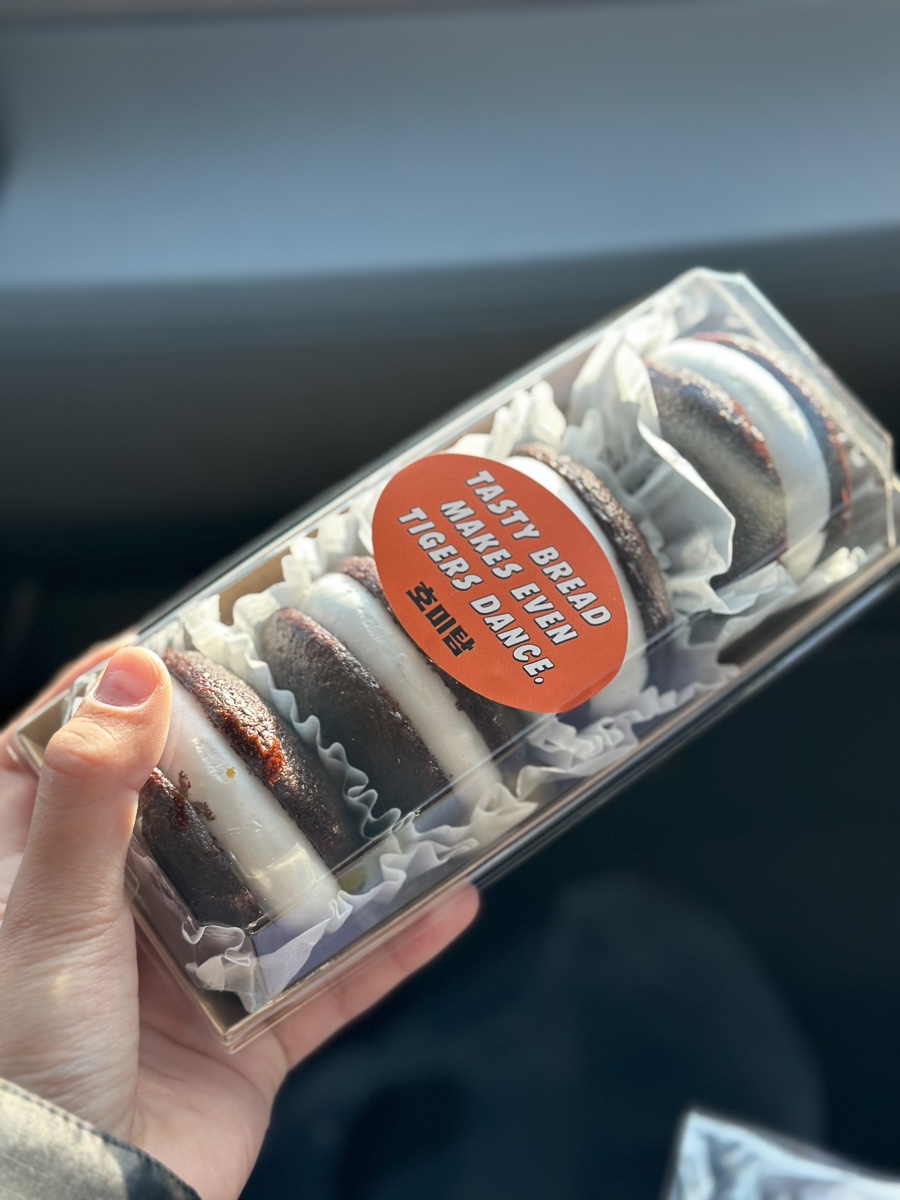 TASTY BREAD
MAKES EVEN
TIGERS DANCE.
호미담